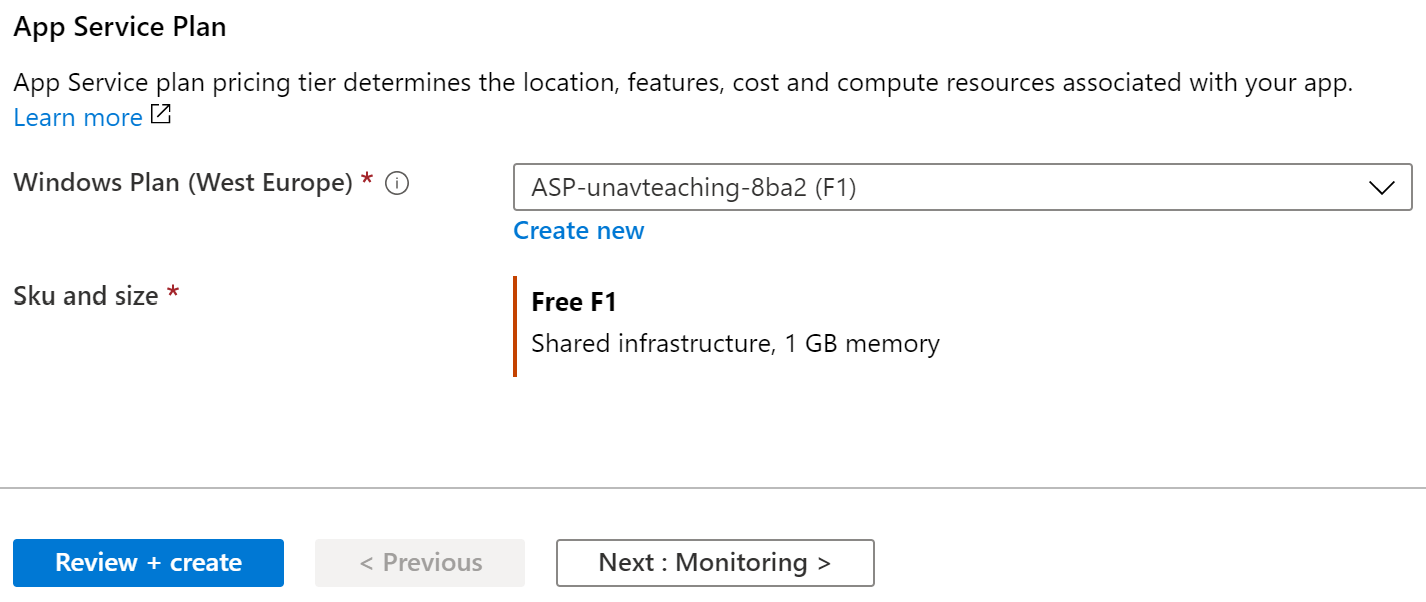 App Service Plan
App Service plan pricing tier determines the location, features, cost and compute resources associated with your app.
Learn more
Windows Plan (West Europe) *
ASP-unavteaching-8ba2 (F1)
Create new
Sku and size *
Free F1
Shared infrastructure, 1 GB memory
Review + create
< Previous
Next : Monitoring >